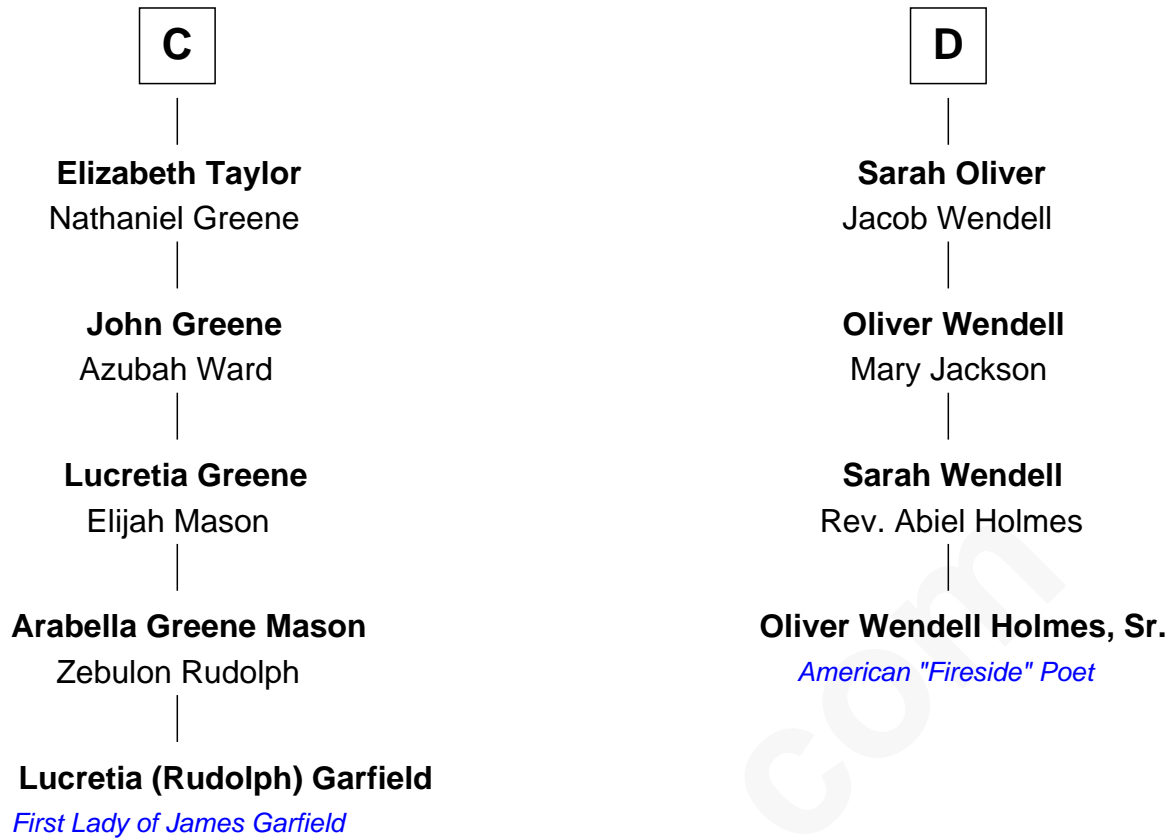 C
Elizabeth Taylor
Nathaniel Greene
John Greene
Azubah Ward
Lucretia Greene
Elijah Mason
Arabella Greene Mason
Zebulon Rudolph
Lucretia (Rudolph) Garfield
First Lady of James Garfield
D
Sarah Oliver
Jacob Wendell
Oliver Wendell
Mary Jackson
Sarah Wendell
Rev. Abiel Holmes
Oliver Wendell Holmes, Sr.
American "Fireside" Poet
com